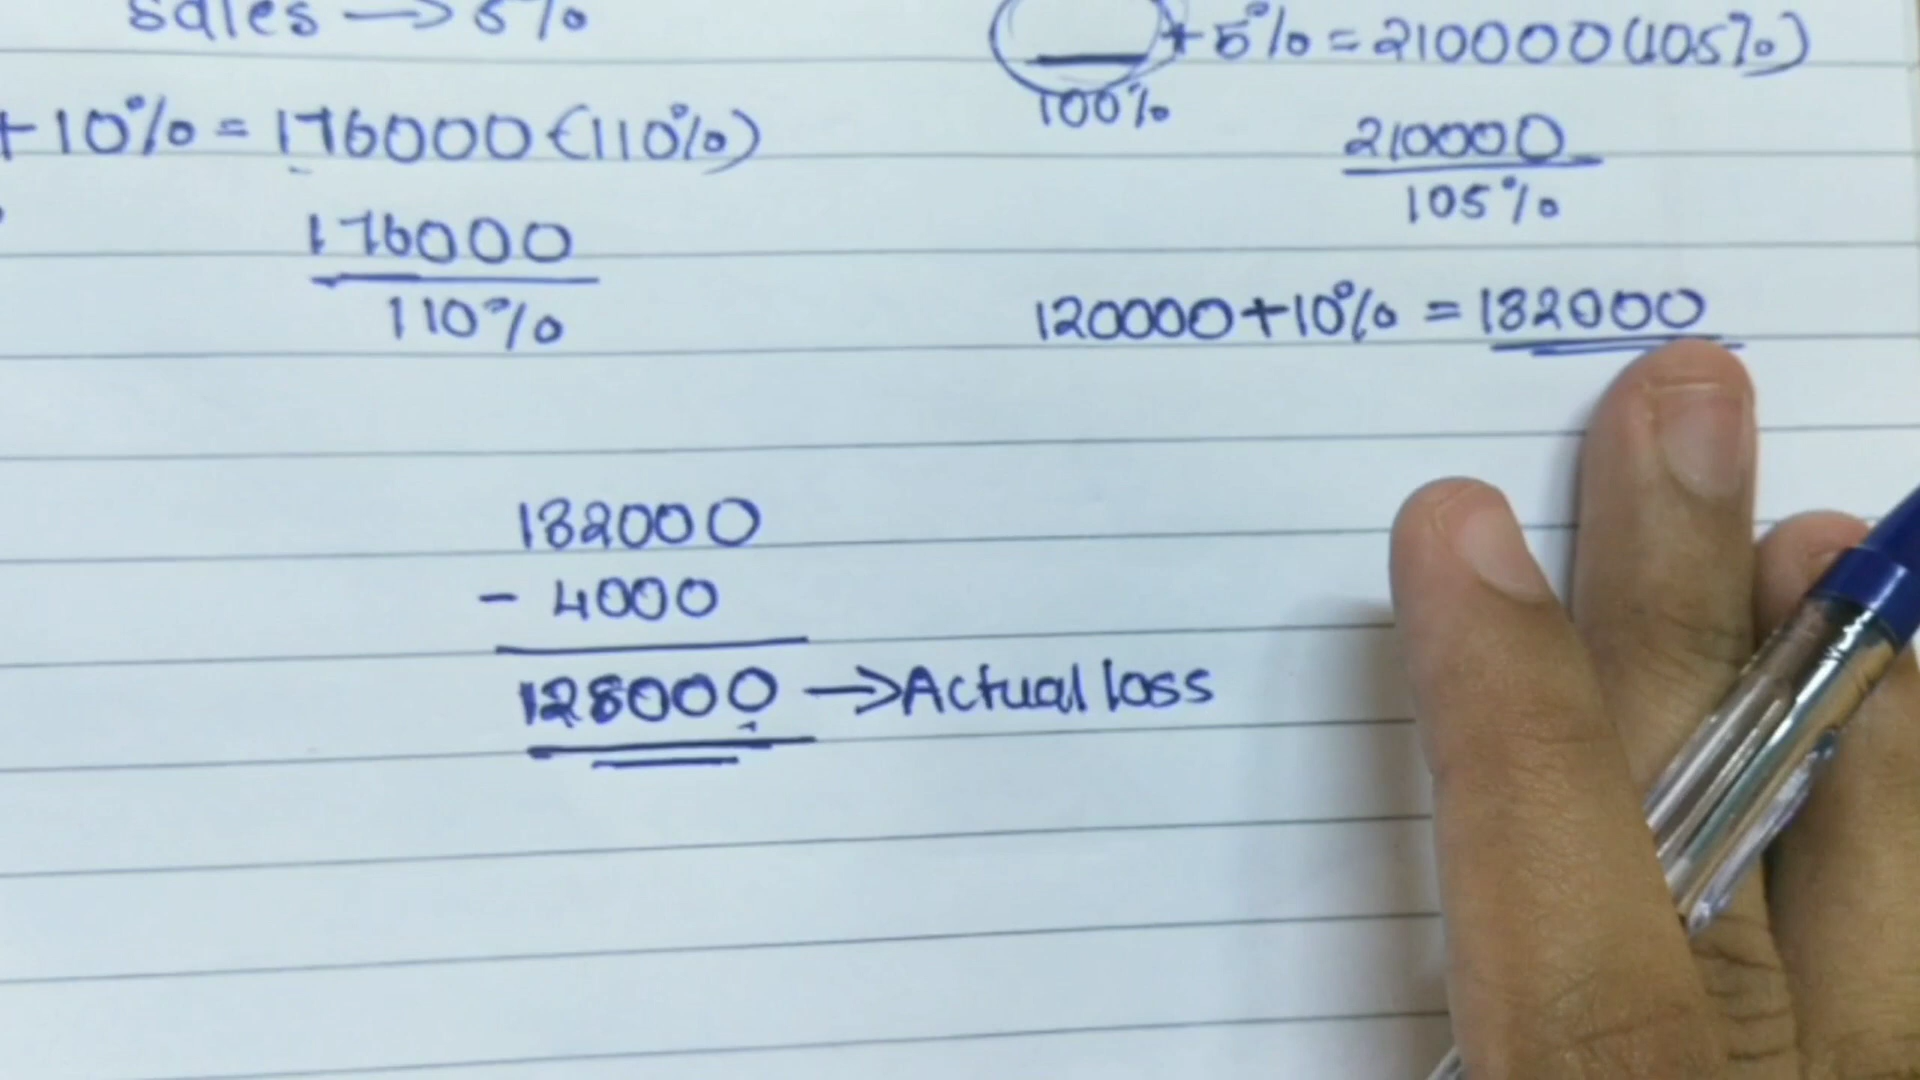 sales → 5%
+ 5% = 210000 (105%)
100%
+ 10% = 176000 (110%)
210000
105%
176000
110%
120000 + 10% = 132000
132000
- 4000
128000 → Actual loss